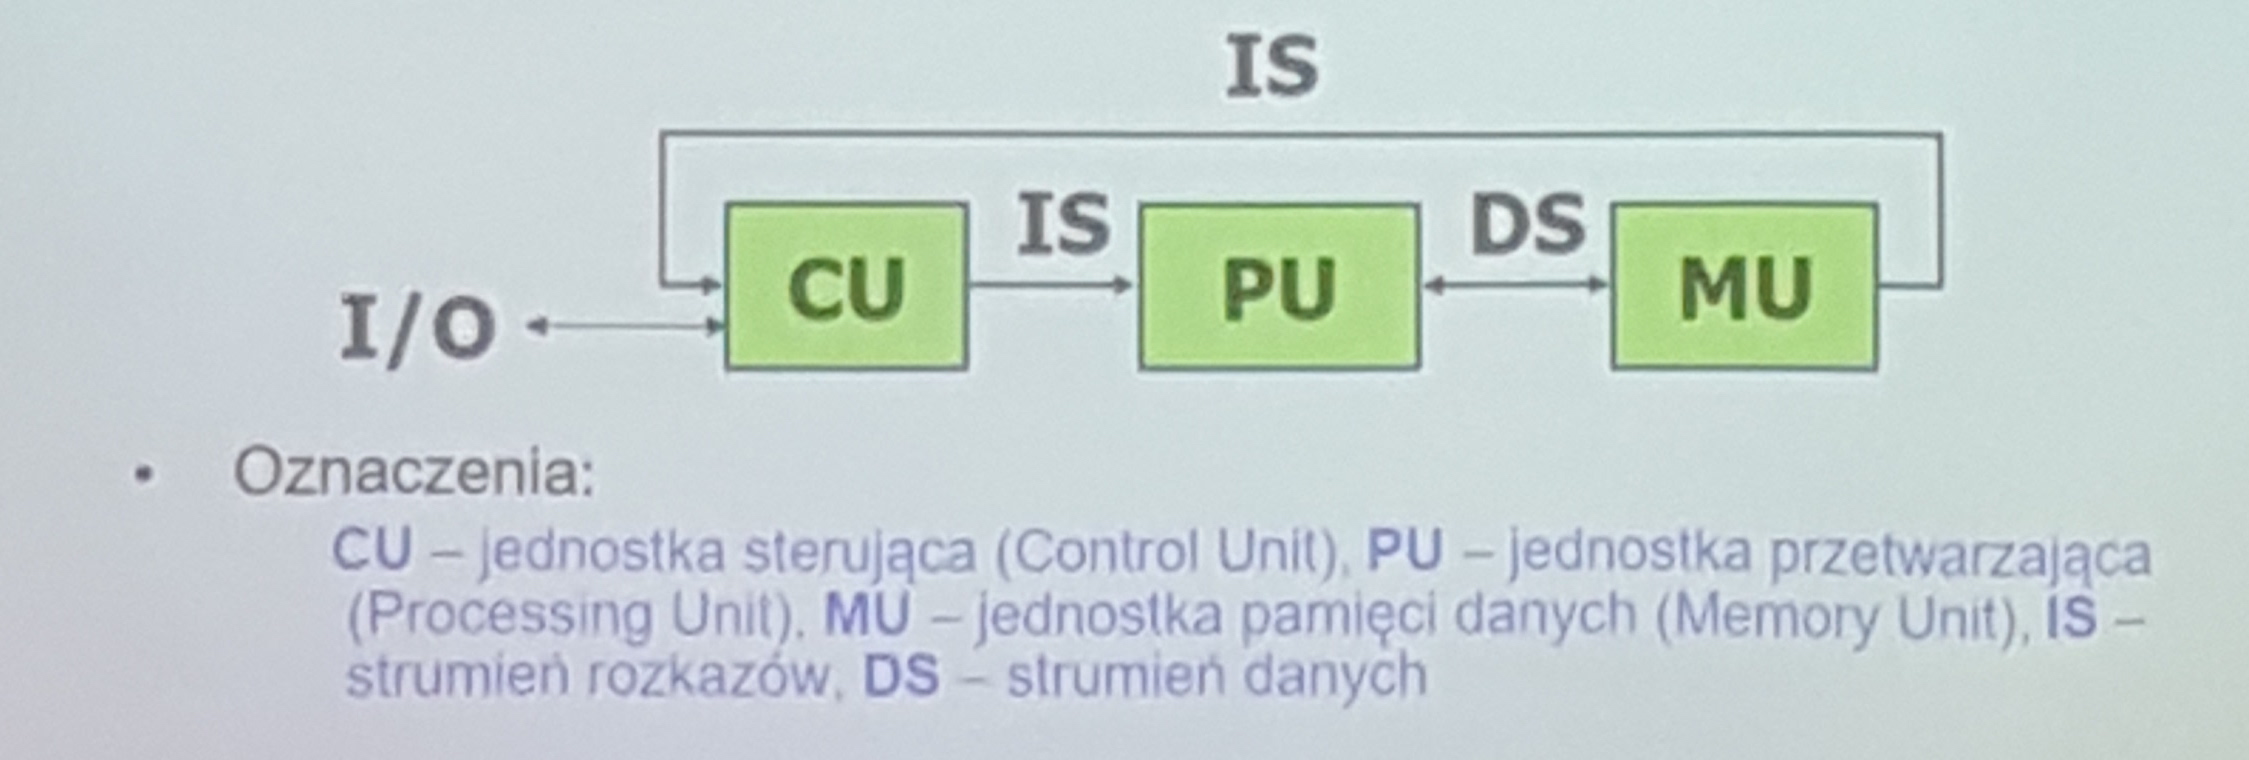 IS
IS DS
CU PU MU
I/O
• Oznaczenia:
CU – jednostka sterująca (Control Unit), PU – jednostka przetwarzająca
(Processing Unit), MU – jednostka pamięci danych (Memory Unit), IS –
strumień rozkazów, DS – strumień danych